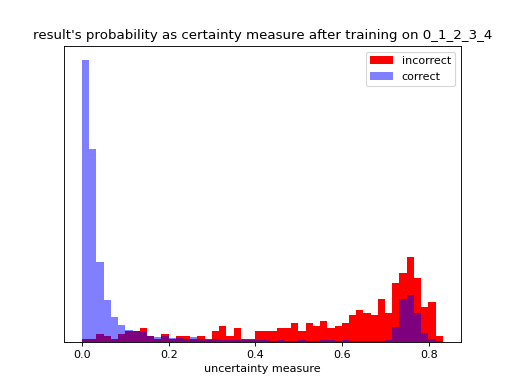 result's probability as certainty measure after training on 0_1_2_3_4
incorrect
correct
0.0 0.2 0.4 0.6 0.8
uncertainty measure